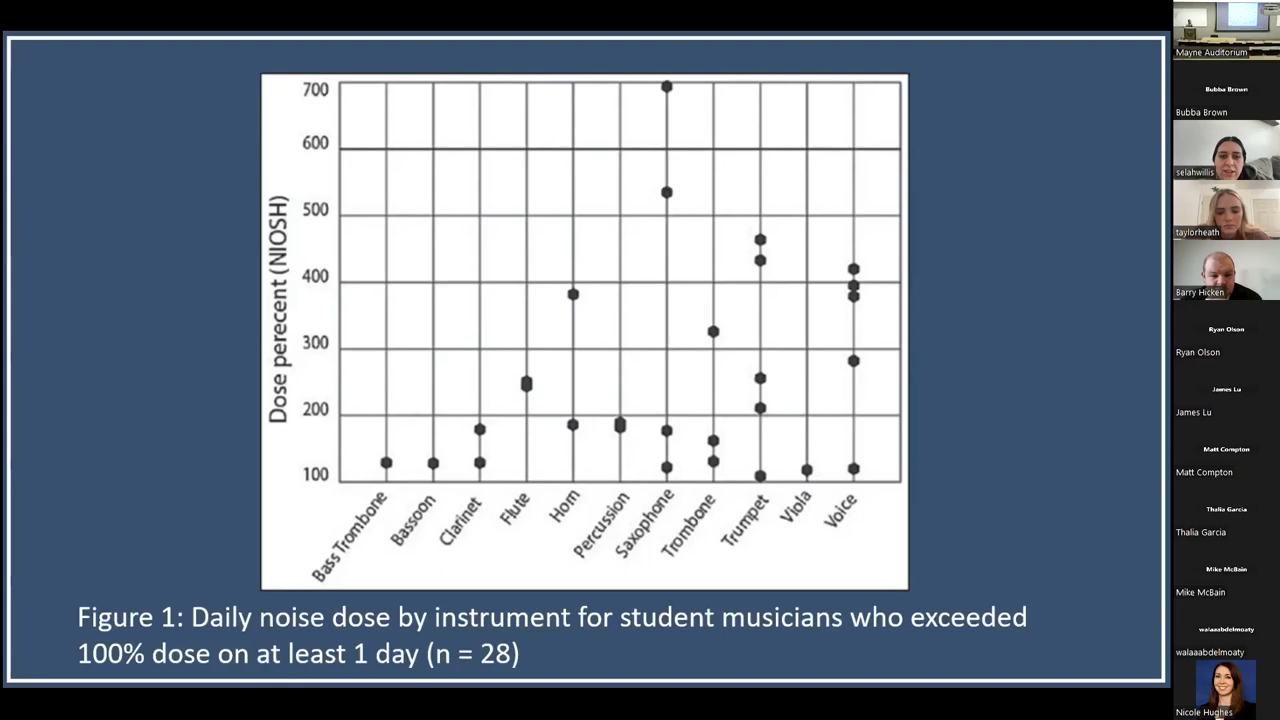 700
600
500
400
300
200
100
Dose perecent (NIOSH)
Bass Trombone
Bassoon
Clarinet
Flute
Horn
Percussion
Saxophone
Trombone
Trumpet
Viola
Voice
Figure 1: Daily noise dose by instrument for student musicians who exceeded
100% dose on at least 1 day (n = 28)
Mayne Auditorium
Bubba Brown
Bubba Brown
selahwillis
taylorheath
Barry Hicken
Ryan Olson
Ryan Olson
James Lu
James Lu
Matt Compton
Matt Compton
Thalia Garcia
Thalia Garcia
Mike McBain
Mike McBain
walaaabdelmoaty
walaaabdelmoaty
Nicole Hughes